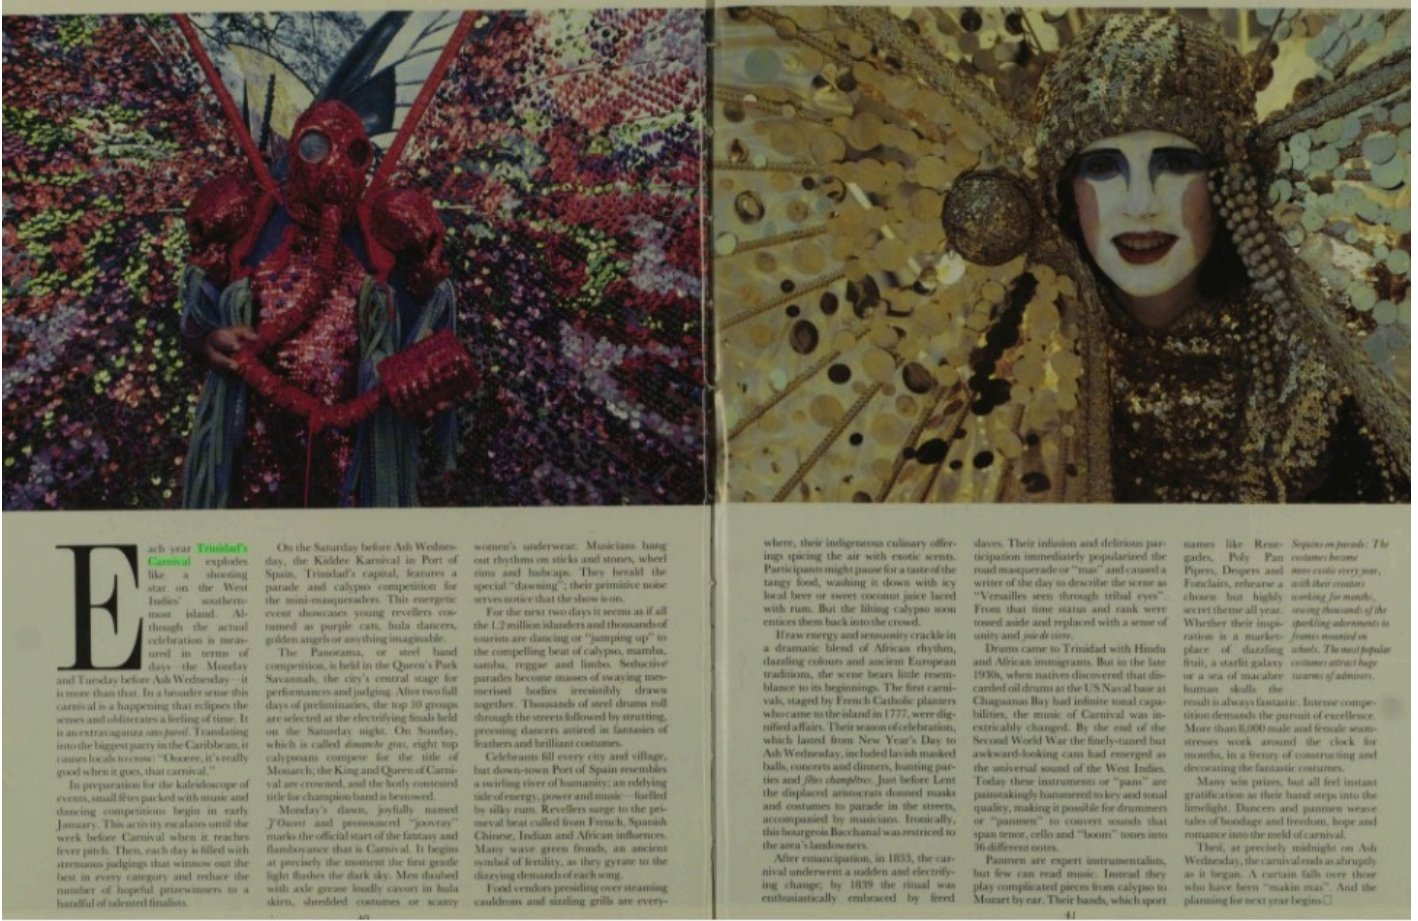 Each year Trinidad's
Carnival explodes
like a shooting
star on the West
Indies' southern-
most island. Al-
though the actual
celebration is meas-
ured in terms of
days—the Monday
and Tuesday before Ash Wednesday—it
is more than that. In a broader sense this
carnival is a happening that eclipses the
senses and obliterates a feeling of time. It
is an extravaganza sans pareil. Translating
into the biggest party in the Caribbean, it
causes locals to crow: "Oooere, it's really
good when it goes, that carnival."
In preparation for the kaleidoscope of
events, small fêtes packed with music and
dancing competitions begin in early
January. This activity escalates until the
week before Carnival when it reaches
fever pitch. Then, each day is filled with
strenuous judgings that winnow out the
best in every category and reduce the
number of hopeful prizewinners to a
handful of talented finalists.
On the Saturday before Ash Wednes-
day, the Kiddee Karnival in Port of
Spain, Trinidad's capital, features a
parade and calypso competition for
the mini-masqueraders. This energetic
event showcases young revellers cos-
tumed as purple cats, hula dancers,
golden angels or anything imaginable.
The Panorama, or steel band
competition, is held in the Queen's Park
Savannah, the city's central stage for
performances and judging. After two full
days of preliminaries, the top 10 groups
are selected at the electrifying finals held
on the Saturday night. On Sunday,
which is called dimanche gras, eight top
calypsoans compete for the title of
Monarch; the King and Queen of Carni-
val are crowned, and the hotly contested
title for champion band is bestowed.
Monday's dawn, joyfully named
J'Ouvert and pronounced "jouvay"
marks the official start of the fantasy and
flamboyance that is Carnival. It begins
at precisely the moment the first gentle
light flushes the dark sky. Men daubed
with axle grease loudly cavort in hula
skirts, shredded costumes or scanty
40
women's underwear. Musicians bang
out rhythms on sticks and stones, wheel
rims and hubcaps. They herald the
special "dawning"; their primitive noise
serves notice that the show is on.
For the next two days it seems as if all
the 1.2 million islanders and thousands of
tourists are dancing or "jumping up" to
the compelling beat of calypso, mamba,
samba, reggae and limbo. Seductive
parades become masses of swaying mes-
merised bodies irresistibly drawn
together. Thousands of steel drums roll
through the streets followed by strutting,
preening dancers attired in fantasies of
feathers and brilliant costumes.
Celebrants fill every city and village,
but down-town Port of Spain resembles
a swirling river of humanity; an eddying
tide of energy, power and music—fuelled
by silky rum. Revellers surge to the pri-
meval beat culled from French, Spanish
Chinese, Indian and African influences.
Many wave green fronds, an ancient
symbol of fertility, as they gyrate to the
dizzying demands of each song.
Food vendors presiding over steaming
cauldrons and sizzling grills are every-
where, their indigenous culinary offer-
ings spicing the air with exotic scents.
Participants might pause for a taste of the
tangy food, washing it down with icy
local beer or sweet coconut juice laced
with rum. But the lilting calypso soon
entices them back into the crowd.
If raw energy and sensuosity crackle in
a dramatic blend of African rhythm,
dazzling colours and ancient European
traditions, the scene bears little resem-
blance to its beginnings. The first carni-
vals, staged by French Catholic planters
who came to the island in 1777, were dig-
nified affairs. Their season of celebration,
which lasted from New Year's Day to
Ash Wednesday, included lavish masked
balls, concerts and dinners, hunting par-
ties and fêtes champêtres. Just before Lent
the displaced aristocrats donned masks
and costumes to parade in the streets,
accompanied by musicians. Ironically,
this bourgeois Bacchanal was restricted to
the area's landowners.
After emancipation, in 1833, the car-
nival underwent a sudden and electrify-
ing change; by 1839 the ritual was
enthusiastically embraced by freed
slaves. Their infusion and delirious par-
ticipation immediately popularized the
road masquerade or "mas" and caused a
writer of the day to describe the scene as
"Versailles seen through tribal eyes".
From that time status and rank were
tossed aside and replaced with a sense of
unity and joie de vivre.
Drums came to Trinidad with Hindu
and African immigrants. But in the late
1930s, when natives discovered that dis-
carded oil drums at the US Naval base at
Chaguanas Bay had infinite tonal capa-
bilities, the music of Carnival was in-
extricably changed. By the end of the
Second World War the finely-tuned but
awkward-looking cans had emerged as
the universal sound of the West Indies.
Today these instruments or "pans" are
painstakingly hammered to key and tonal
quality, making it possible for drummers
or "panmen" to convert sounds that
span tenor, cello and "boom" tones into
36 different notes.
Panmen are expert instrumentalists,
but few can read music. Instead they
play complicated pieces from calypso to
Mozart by ear. Their bands, which sport
41
names like Rene-
gades, Poly Pan
Pipers, Despers and
Fonclairs, rehearse a
chosen but highly
secret theme all year.
Whether their inspi-
ration is a market-
place of dazzling
fruit, a starlit galaxy
or a sea of macabre
human skulls the
result is always fantastic. Intense compe-
tition demands the pursuit of excellence.
More than 8,000 male and female seam-
stresses work around the clock for
months, in a frenzy of constructing and
decorating the fantastic costumes.
Many win prizes, but all feel instant
gratification as their band steps into the
limelight. Dancers and panmen weave
tales of bondage and freedom, hope and
romance into the meld of carnival.
Then, at precisely midnight on Ash
Wednesday, the carnival ends as abruptly
as it began. A curtain falls over those
who have been "makin mas". And the
planning for next year begins□
Sequins on parade: The
costumes become
more exotic every year,
with their creators
working for months,
sewing thousands of the
sparkling adornments to
frames mounted on
wheels. The most popular
costumes attract huge
swarms of admirers.